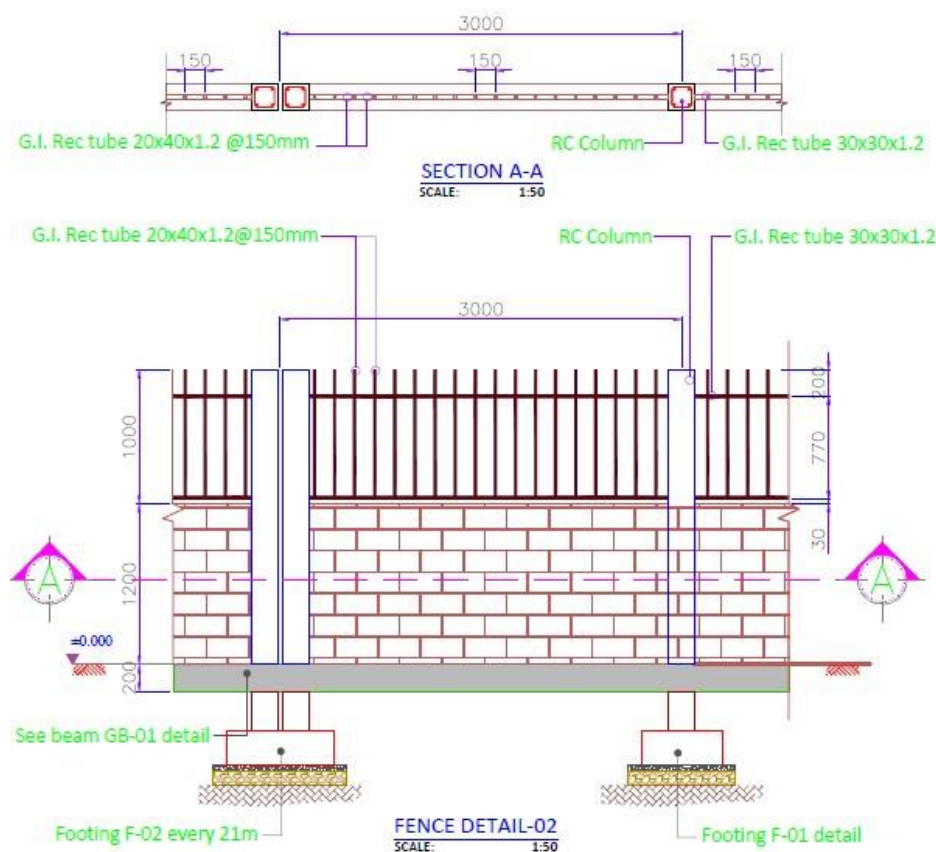 3000
150
150
150
G.I. Rec tube 20x40x1.2 @150mm
RC Column
G.I. Rec tube 30x30x1.2
SECTION A-A
SCALE: 1:50
G.I. Rec tube 20x40x1.2@150mm
RC Column
G.I. Rec tube 30x30x1.2
3000
200
1000
770
30
1200
A
A
±0.000
200
See beam GB-01 detail
Footing F-02 every 21m
FENCE DETAIL-02
SCALE: 1:50
Footing F-01 detail